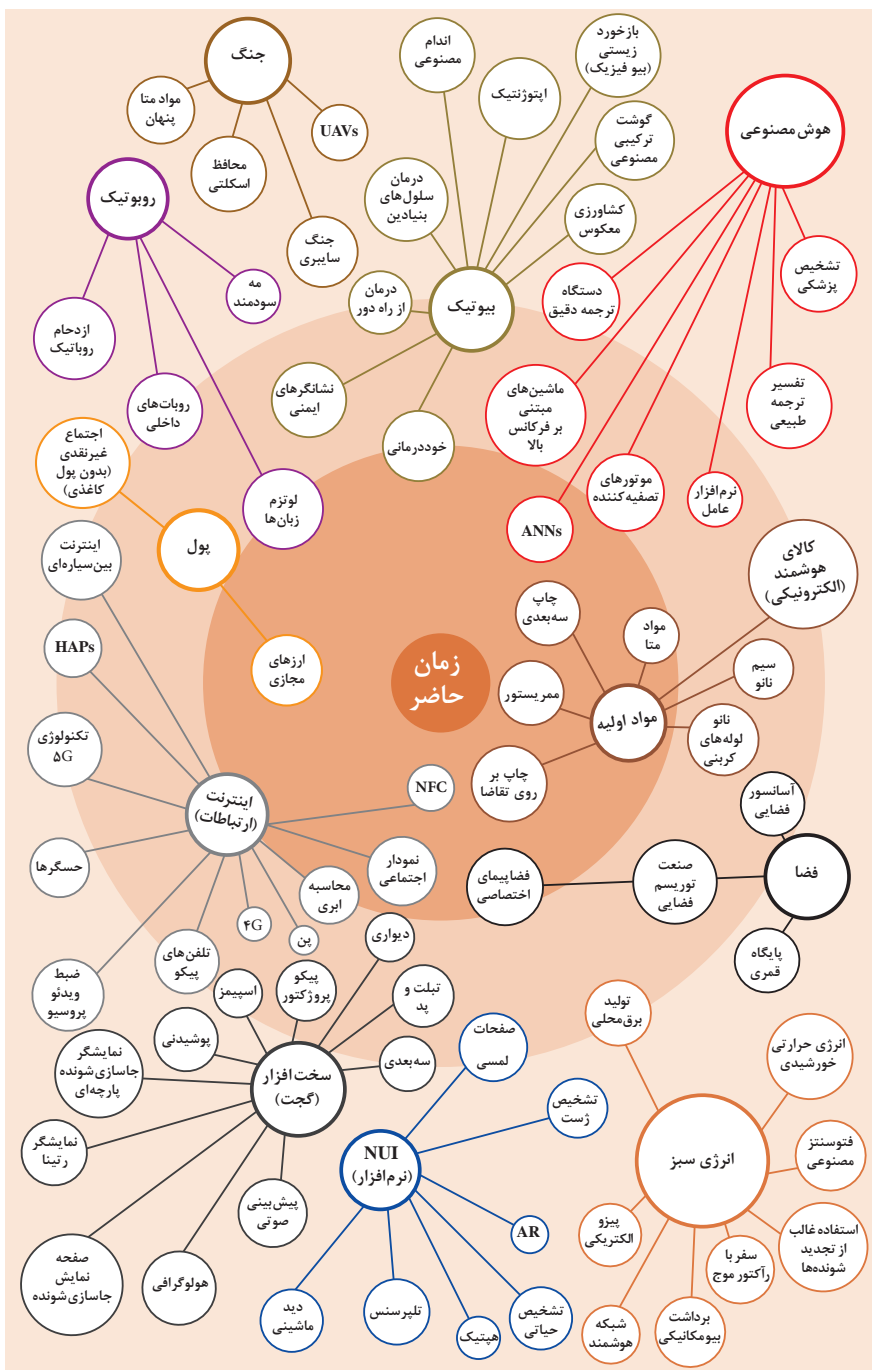 جنگ
مواد متا
پنهان
محافظ
اسکلتی
جنگ
سایبری
UAVs
روبوتیک
ازدحام
روباتیک
روبات‌های
داخلی
مه
سودمند
لوتزم
زبان‌ها
بیوتیک
اندام
مصنوعی
اپتوژنتیک
بازخورد
زیستی
(بیو فیزیک)
گوشت
ترکیبی
مصنوعی
کشاورزی
معکوس
درمان
سلول‌های
بنیادین
درمان
از راه دور
نشانگرهای
ایمنی
خوددرمانی
هوش مصنوعی
تشخیص
پزشکی
دستگاه
ترجمه دقیق
تفسیر
ترجمه
طبیعی
ماشین‌های
مبتنی
بر فرکانس
بالا
موتورهای
تصفیه‌کننده
نرم‌افزار
عامل
ANNs
پول
اجتماع
غیرنقدی
(بدون پول
کاغذی)
ارزهای
مجازی
زمان
حاضر
مواد اولیه
کالای
هوشمند
(الکترونیکی)
چاپ
سه‌بعدی
مواد
متا
سیم
نانو
ممریستور
نانو
لوله‌های
کربنی
چاپ بر
روی تقاضا
اینترنت
(ارتباطات)
اینترنت
بین‌سیاره‌ای
HAPs
تکنولوژی
۵G
حسگرها
ضبط
ویدئو
پروسیو
تلفن‌های
پیکو
۴G
پن
محاسبه
ابری
نمودار
اجتماعی
NFC
فضا
آسانسور
فضایی
صنعت
توریسم
فضایی
فضاپیمای
اختصاصی
پایگاه
قمری
سخت‌افزار
(گجت)
دیواری
پیکو
پروژکتور
اسپیمز
تبلت و
پد
پوشیدنی
سه‌بعدی
نمایشگر
جاسازی‌شونده
پارچه‌ای
نمایشگر
رتینا
صفحه
نمایش
جاسازی‌شونده
هولوگرافی
پیش‌بینی
صوتی
NUI
(نرم‌افزار)
صفحات
لمسی
تشخیص
ژست
AR
تشخیص
حیاتی
هپتیک
تلپرسنس
دید
ماشینی
انرژی سبز
تولید
برق‌محلی
انرژی حرارتی
خورشیدی
فتوسنتز
مصنوعی
استفاده غالب
از تجدید
شونده‌ها
سفر با
رآکتور موج
برداشت
بیومکانیکی
شبکه
هوشمند
پیزو
الکتریکی